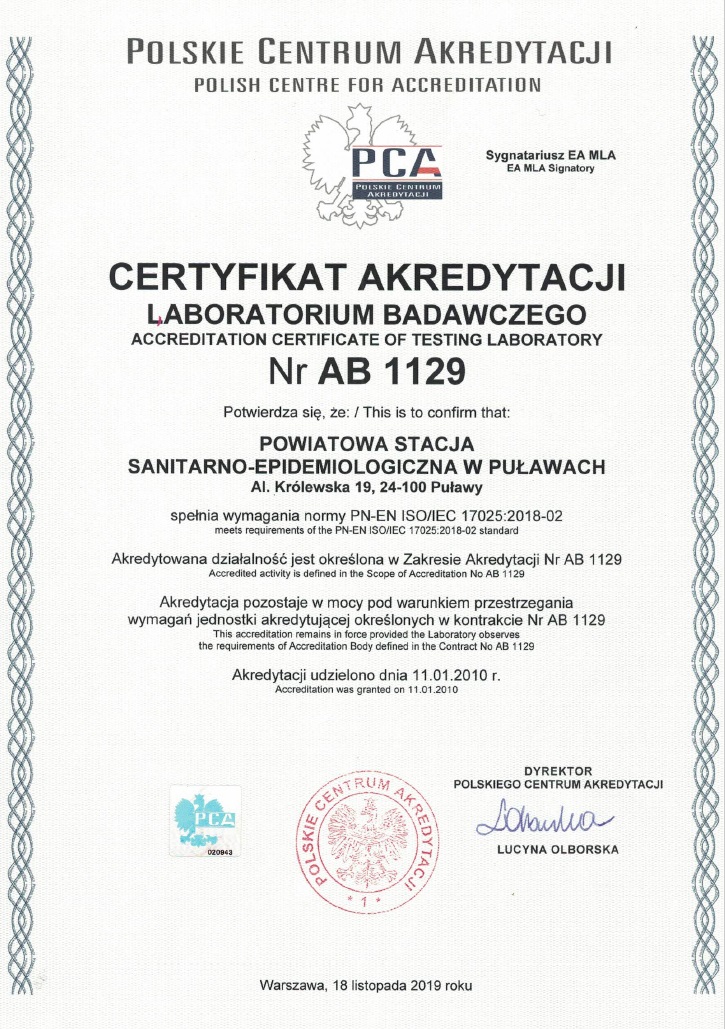 POLSKIE CENTRUM AKREDYTACJI
POLISH CENTRE FOR ACCREDITATION
PCA
POLSKIE CENTRUM
AKREDYTACJI
Sygnatariusz EA MLA
EA MLA Signatory
CERTYFIKAT AKREDYTACJI
LABORATORIUM BADAWCZEGO
ACCREDITATION CERTIFICATE OF TESTING LABORATORY
Nr AB 1129
Potwierdza się, że: / This is to confirm that:
POWIATOWA STACJA
SANITARNO-EPIDEMIOLOGICZNA W PUŁAWACH
Al. Królewska 19, 24-100 Puławy
spełnia wymagania normy PN-EN ISO/IEC 17025:2018-02
meets requirements of the PN-EN ISO/IEC 17025:2018-02 standard
Akredytowana działalność jest określona w Zakresie Akredytacji Nr AB 1129
Accredited activity is defined in the Scope of Accreditation No AB 1129
Akredytacja pozostaje w mocy pod warunkiem przestrzegania
wymagań jednostki akredytującej określonych w kontrakcie Nr AB 1129
This accreditation remains in force provided the Laboratory observes
the requirements of Accreditation Body defined in the Contract No AB 1129
Akredytacji udzielono dnia 11.01.2010 r.
Accreditation was granted on 11.01.2010
PCA
020943
POLSKIE CENTRUM AKREDYTACJI
* 1 *
DYREKTOR
POLSKIEGO CENTRUM AKREDYTACJI
LUCYNA OLBORSKA
Warszawa, 18 listopada 2019 roku